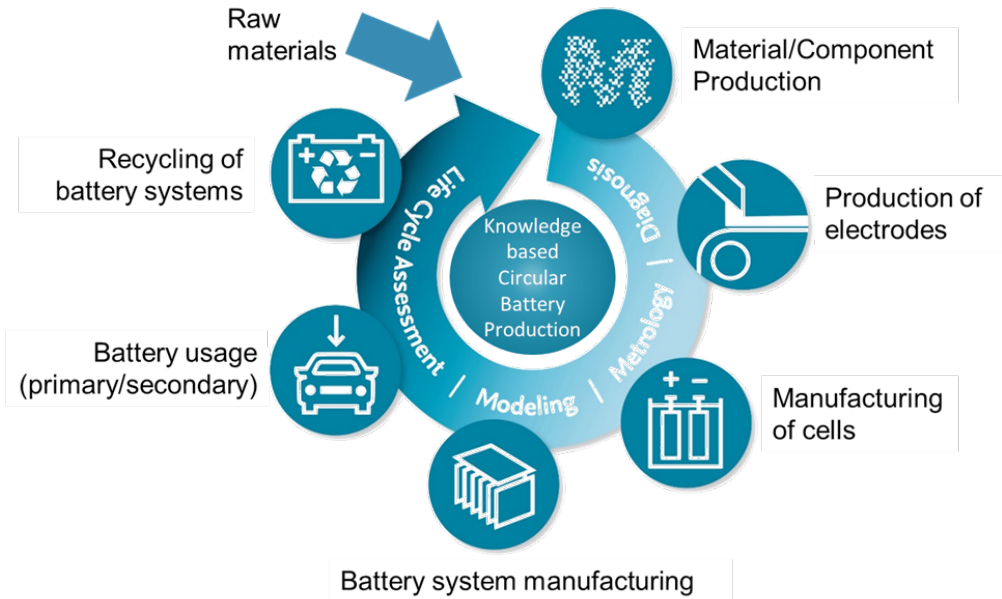 Raw
materials
Material/Component
Production
Production of
electrodes
Manufacturing
of cells
Battery system manufacturing
Battery usage
(primary/secondary)
Recycling of
battery systems
Diagnosis | Metrology | Modeling | Life Cycle Assessment
Knowledge
based
Circular
Battery
Production
M
+ -
+ -